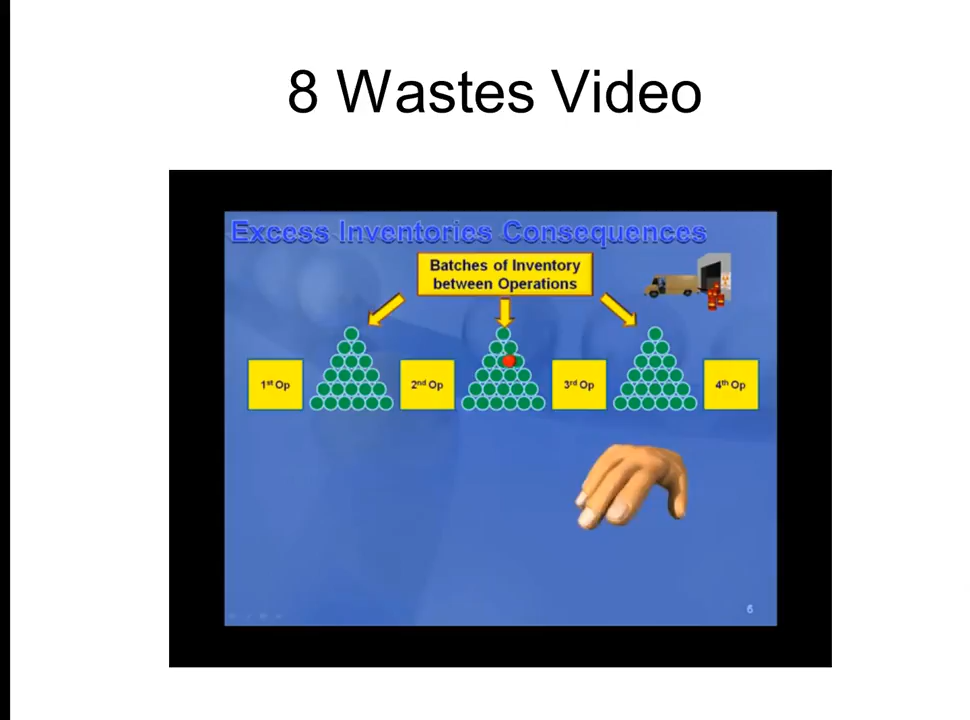 8 Wastes Video
Excess Inventories Consequences
Batches of Inventory
between Operations
1st Op
2nd Op
3rd Op
4th Op
6